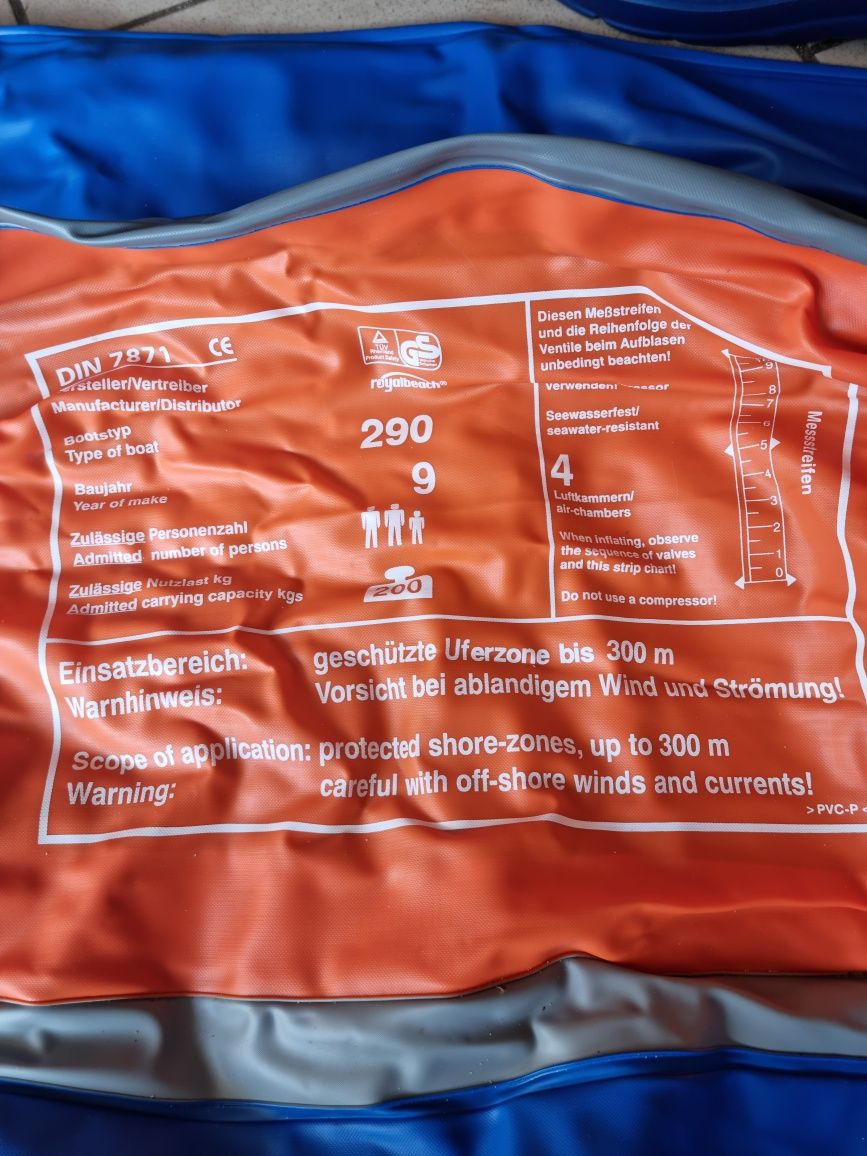 DIN 7871 CE
TÜV
Rheinland
Product Safety
GS
royalbeach®
Hersteller/Vertreiber
Manufacturer/Distributor
Bootstyp
Type of boat
290
Baujahr
Year of make
9
Zulässige Personenzahl
Admitted number of persons
Zulässige Nutzlast kg
Admitted carrying capacity kgs
200
Diesen Meßstreifen
und die Reihenfolge der
Ventile beim Aufblasen
unbedingt beachten!
verwenden!
Seewasserfest/
seawater-resistant
4
Luftkammern/
air-chambers
When inflating, observe
the sequence of valves
and this strip chart!
Do not use a compressor!
9
8
7
6
5
4
3
2
1
0
Messstreifen
Einsatzbereich: geschützte Uferzone bis 300 m
Warnhinweis: Vorsicht bei ablandigem Wind und Strömung!
Scope of application: protected shore-zones, up to 300 m
Warning: careful with off-shore winds and currents!
> PVC-P <